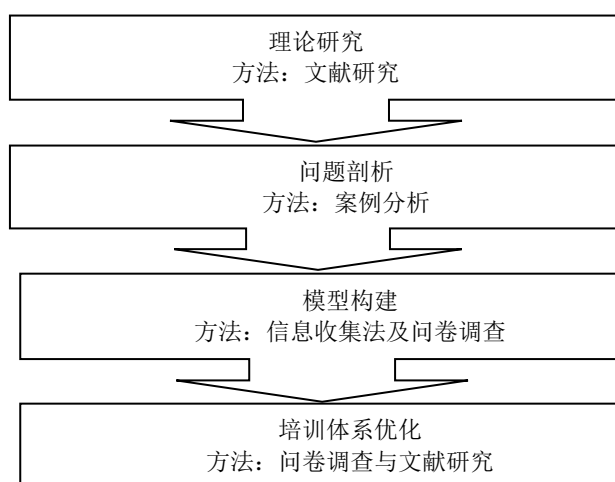 理论研究
方法：文献研究
问题剖析
方法：案例分析
模型构建
方法：信息收集法及问卷调查
培训体系优化
方法：问卷调查与文献研究